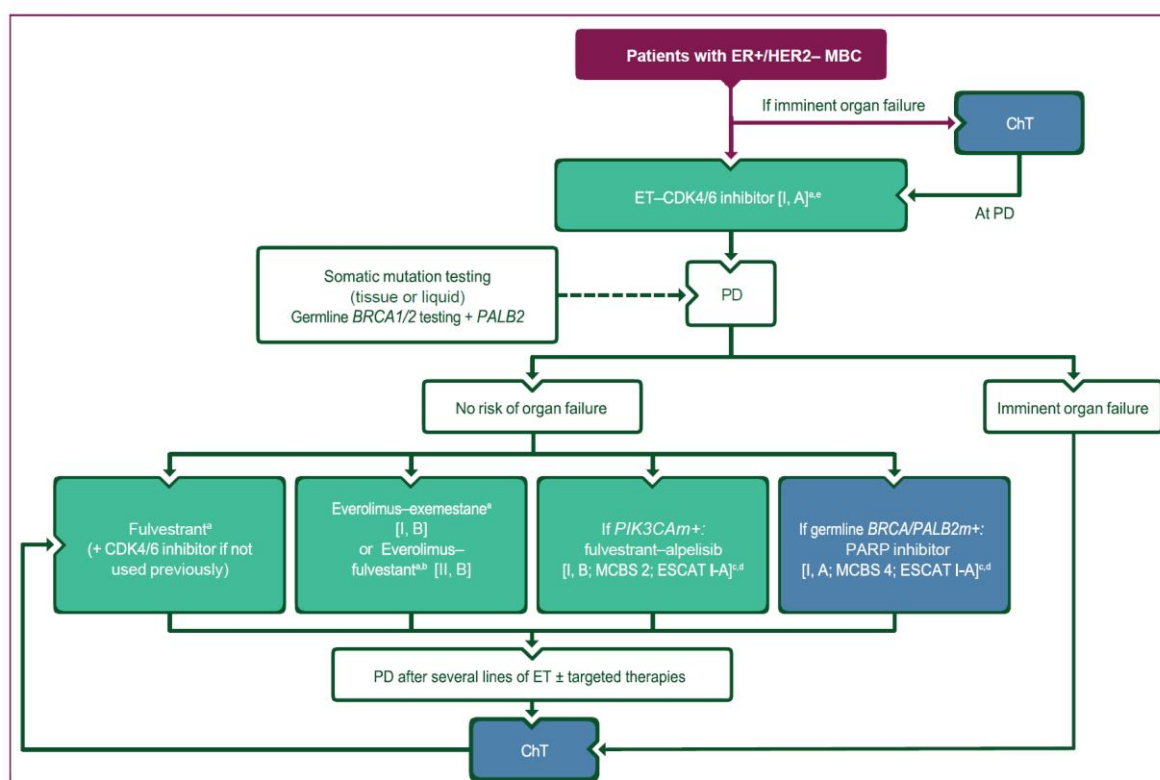 Patients with ER+/HER2– MBC
If imminent organ failure
ChT
ET–CDK4/6 inhibitor [I, A]a,e
At PD
Somatic mutation testing
(tissue or liquid)
Germline BRCA1/2 testing + PALB2
PD
No risk of organ failure
Imminent organ failure
Fulvestranta
(+ CDK4/6 inhibitor if not
used previously)
Everolimus–exemestanea
[I, B]
or Everolimus–
fulvestanta,b [II, B]
If PIK3CAm+:
fulvestrant–alpelisib
[I, B; MCBS 2; ESCAT I-A]c,d
If germline BRCA/PALB2m+:
PARP inhibitor
[I, A; MCBS 4; ESCAT I-A]c,d
PD after several lines of ET ± targeted therapies
ChT